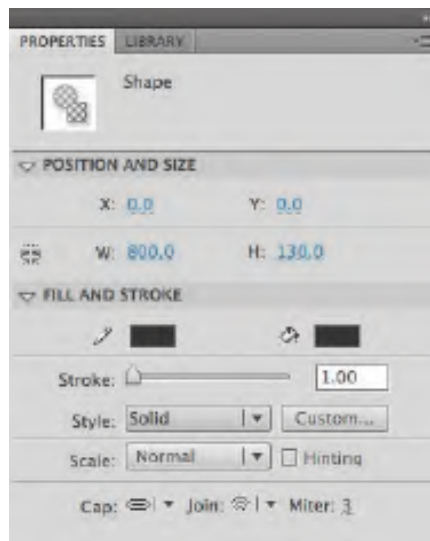 PROPERTIES LIBRARY
Shape
POSITION AND SIZE
X: 0.0 Y: 0.0
W: 800.0 H: 130.0
FILL AND STROKE
Stroke: 1.00
Style: Solid Custom...
Scale: Normal Hinting
Cap: Join: Miter: 3